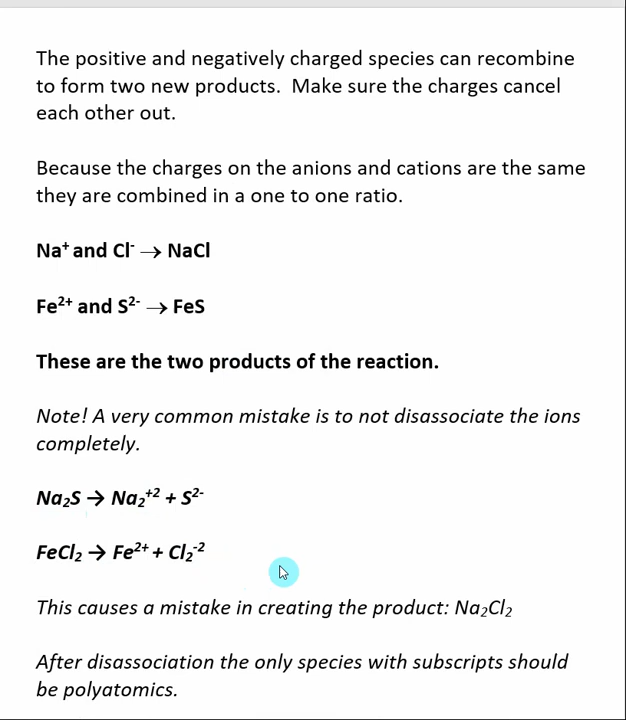 The positive and negatively charged species can recombine
to form two new products.  Make sure the charges cancel
each other out.
Because the charges on the anions and cations are the same
they are combined in a one to one ratio.
Na⁺ and Cl⁻ → NaCl
Fe²⁺ and S²⁻ → FeS
These are the two products of the reaction.
Note! A very common mistake is to not disassociate the ions
completely.
Na₂S → Na₂⁺² + S²⁻
FeCl₂ → Fe²⁺ + Cl₂⁻²
This causes a mistake in creating the product: Na₂Cl₂
After disassociation the only species with subscripts should
be polyatomics.